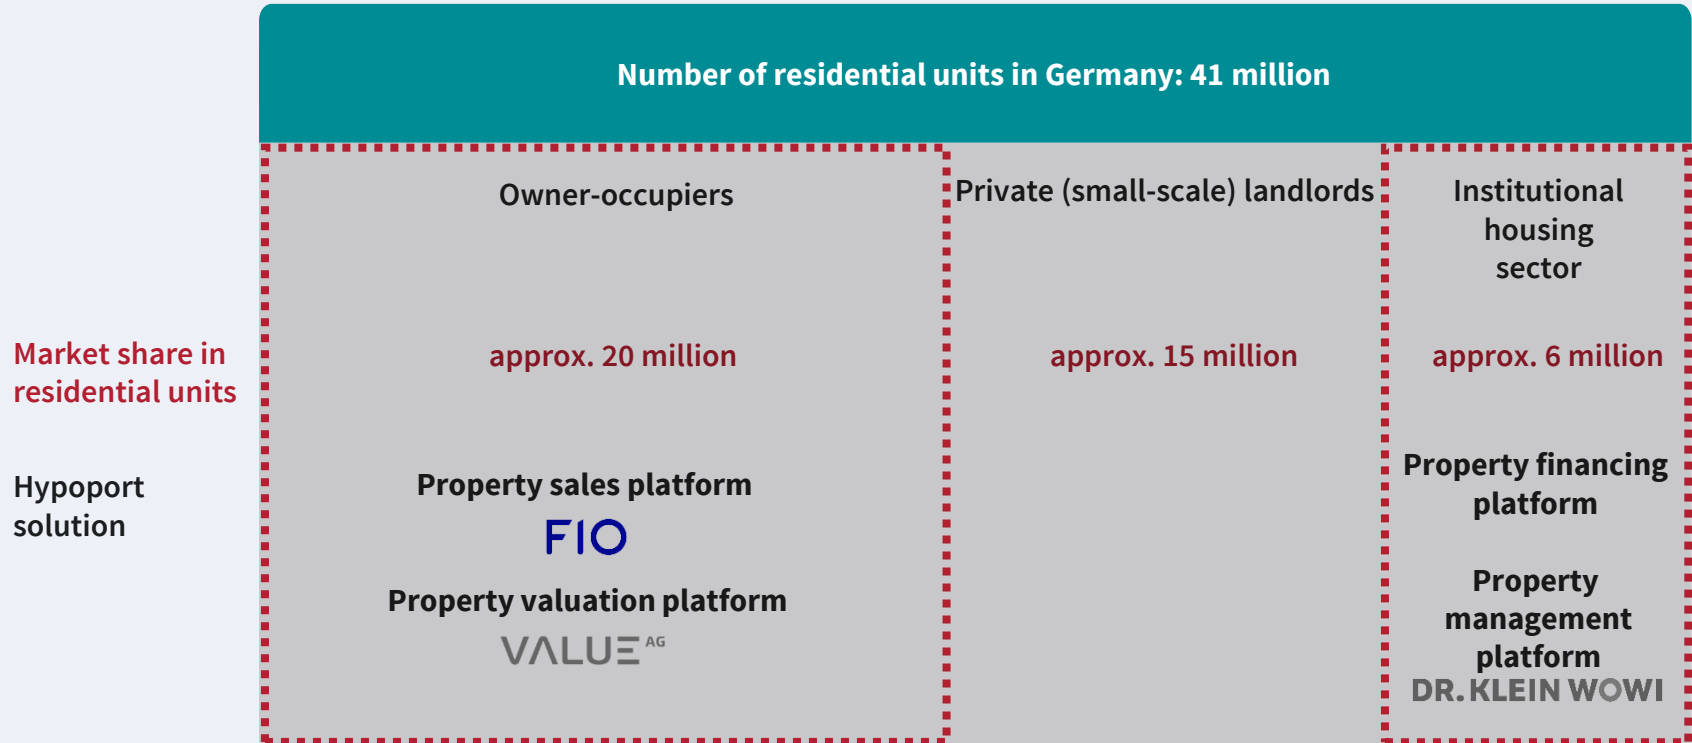 Number of residential units in Germany: 41 million
Owner-occupiers
Private (small-scale) landlords
Institutional
housing
sector
Market share in
residential units
approx. 20 million
approx. 15 million
approx. 6 million
Hypoport
solution
Property sales platform
FIO
Property valuation platform
VALUE AG
Property financing
platform
Property
management
platform
DR. KLEIN WOWI